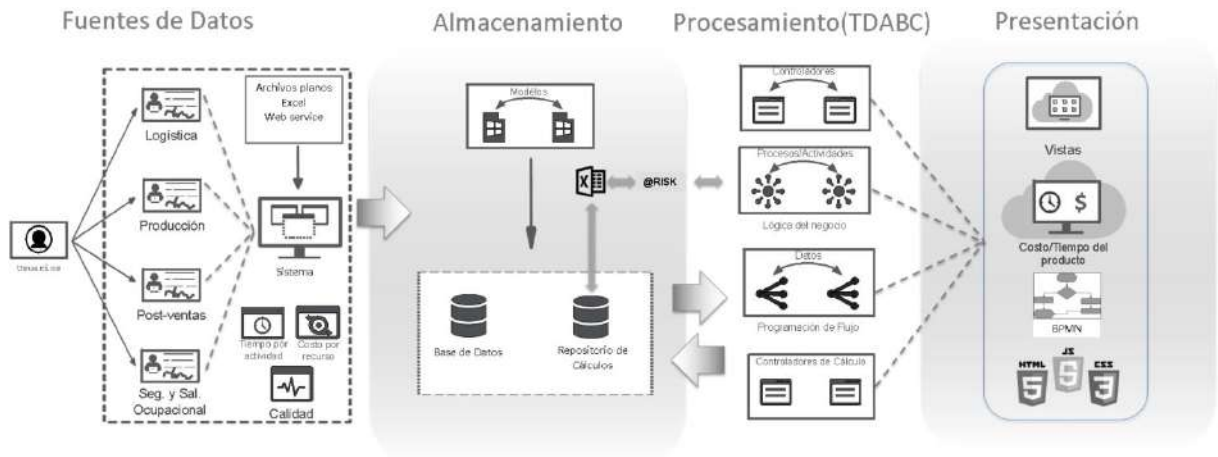 Fuentes de Datos
Almacenamiento
Procesamiento(TDABC)
Presentación
Logística
Producción
Post-ventas
Seg. y Sal.
Ocupacional
Archivos planos
Excel
Web service
Sistema
Tiempo por
actividad
Costo por
recurso
Calidad
Modelos
@RISK
Base de Datos
Repositorio de
Cálculos
Controladores
Procesos/Actividades
Lógica del negocio
Datos
Programación de Flujo
Controladores de Cálculo
Vistas
$
Costo/Tiempo del
producto
BPMN
HTML
5
JS
5
CSS
3